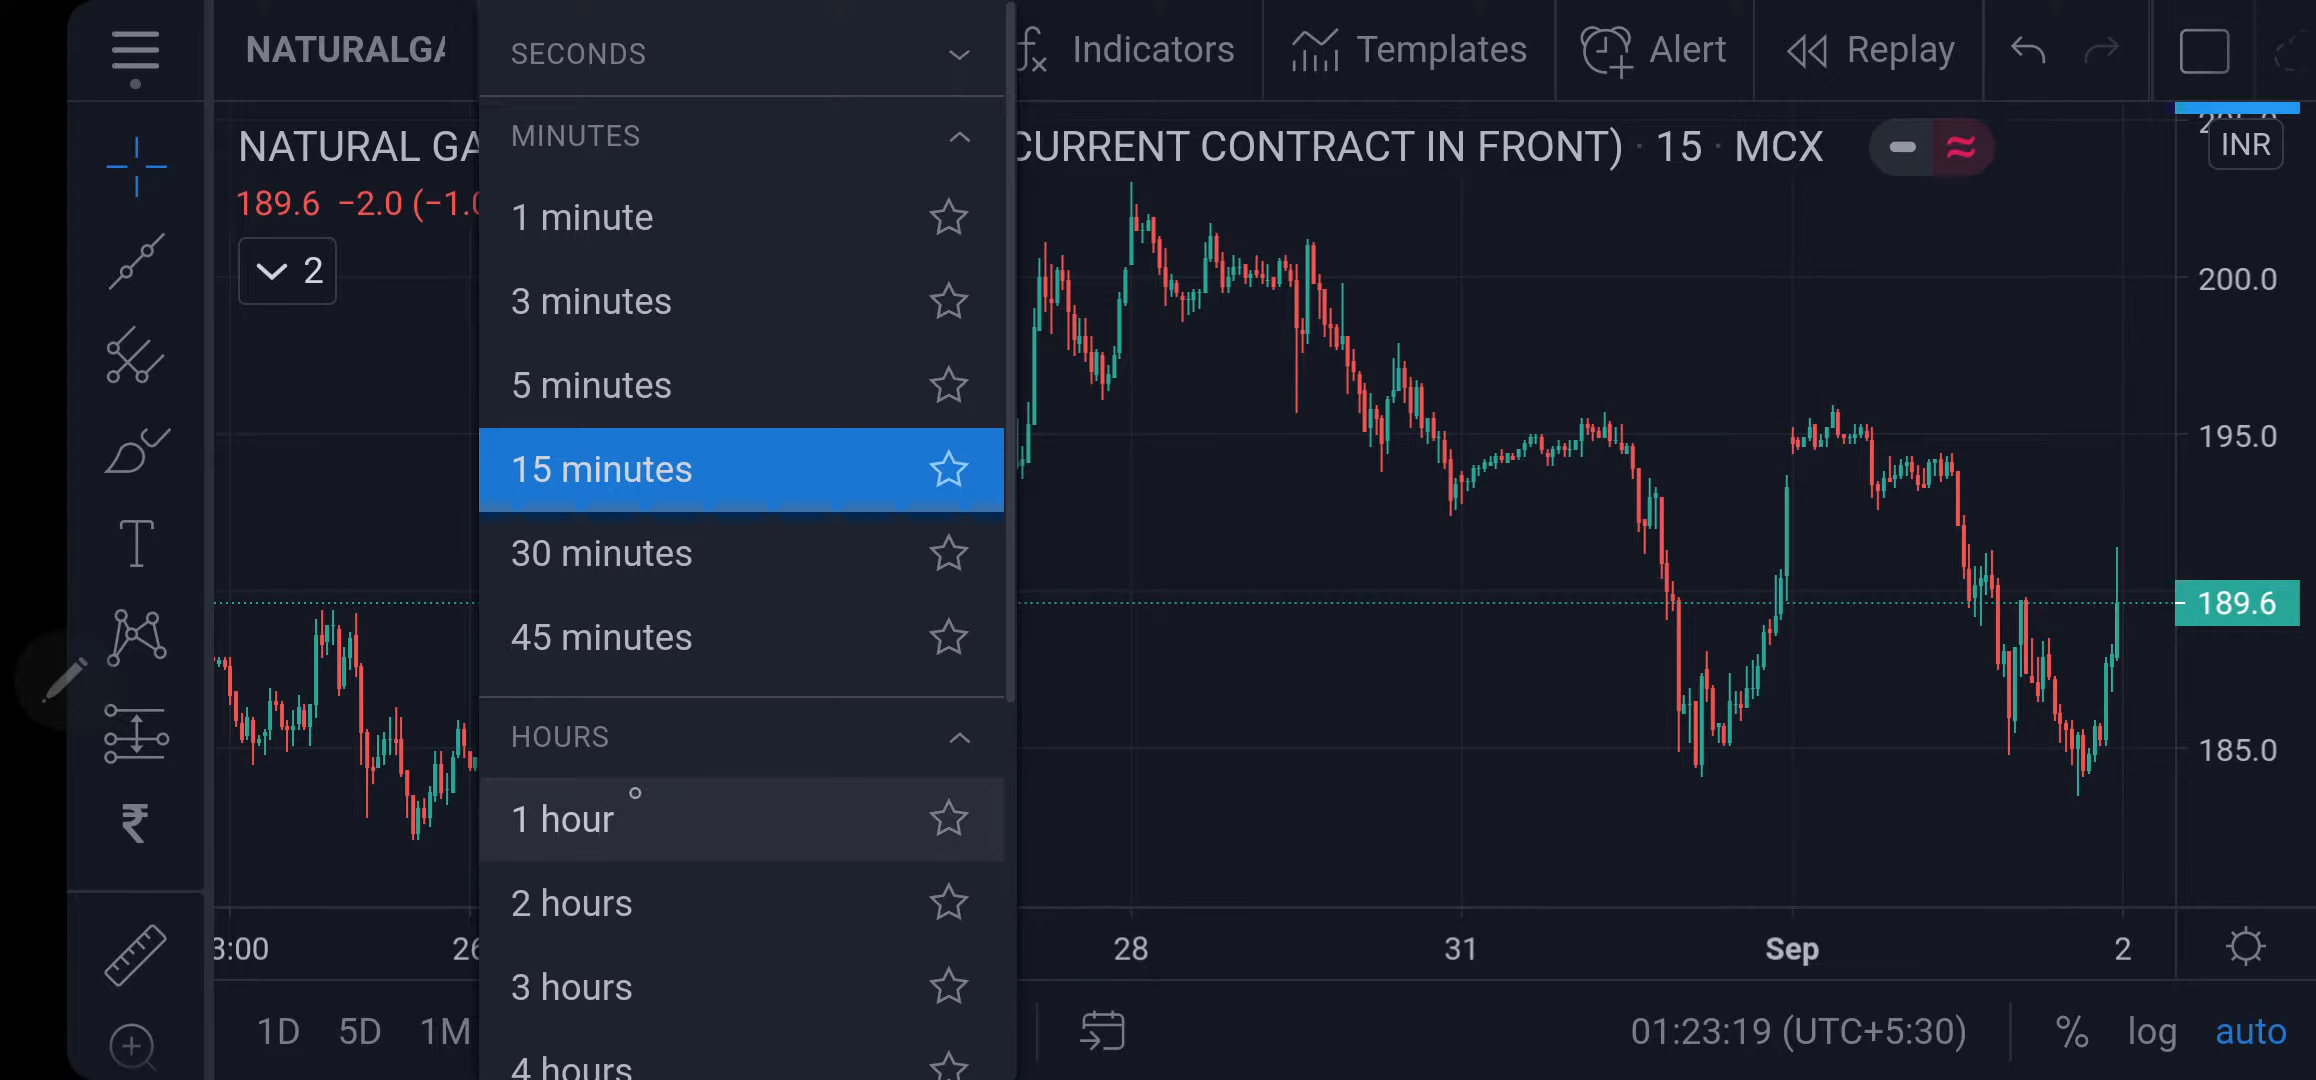 NATURALGA
SECONDS
Indicators
Templates
Alert
Replay
MINUTES
NATURAL GA
CURRENT CONTRACT IN FRONT) · 15 · MCX
INR
189.6 −2.0 (−1.0
1 minute
2
3 minutes
200.0
5 minutes
195.0
15 minutes
30 minutes
189.6
45 minutes
HOURS
185.0
1 hour
₹
2 hours
3:00
26
28
31
Sep
2
3 hours
1D 5D 1M
01:23:19 (UTC+5:30)
%
log
auto
4 hours